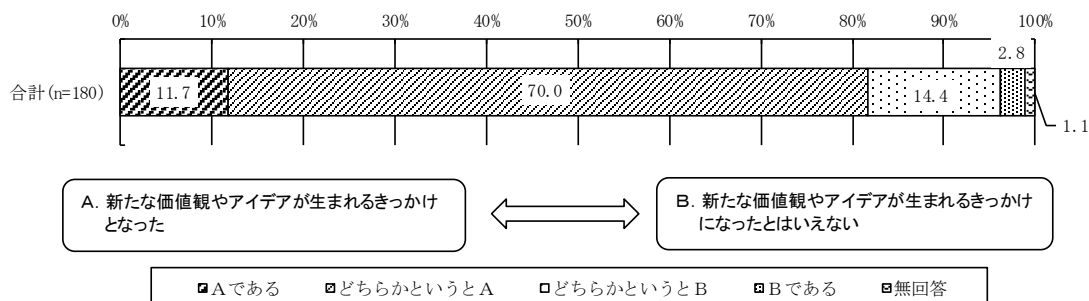 0% 10% 20% 30% 40% 50% 60% 70% 80% 90% 100%
2.8
合計(n=180) 11.7 70.0 14.4
1.1
A. 新たな価値観やアイデアが生まれるきっかけ
となった
B. 新たな価値観やアイデアが生まれるきっかけ
になったとはいえない
Aである どちらかというとA どちらかというとB Bである 無回答